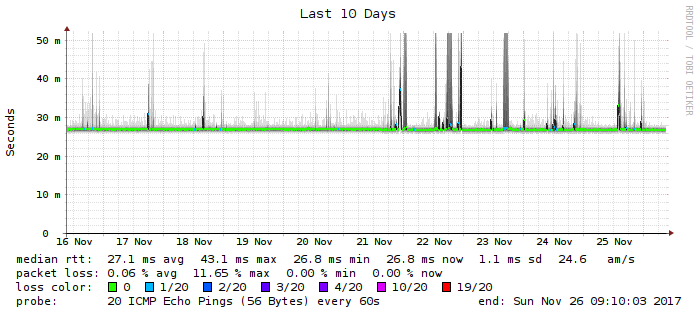 Last 10 Days
RRDTOOL / TOBI OETIKER
Seconds
50 m
40 m
30 m
20 m
10 m
0
16 Nov 17 Nov 18 Nov 19 Nov 20 Nov 21 Nov 22 Nov 23 Nov 24 Nov 25 Nov
median rtt: 27.1 ms avg 43.1 ms max 26.8 ms min 26.8 ms now 1.1 ms sd 24.6 am/s
packet loss: 0.06 % avg 11.65 % max 0.00 % min 0.00 % now
loss color: 0 1/20 2/20 3/20 4/20 10/20 19/20
probe: 20 ICMP Echo Pings (56 Bytes) every 60s end: Sun Nov 26 09:10:03 2017